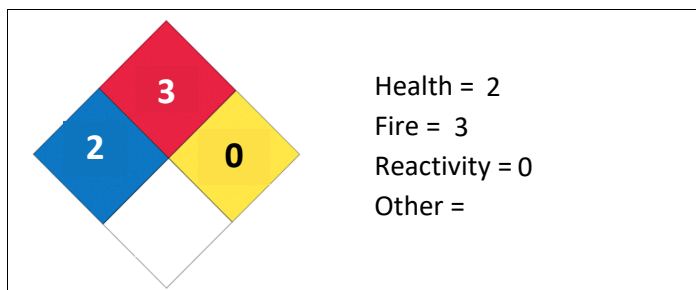 3
2
0
Health = 2
Fire = 3
Reactivity = 0
Other =